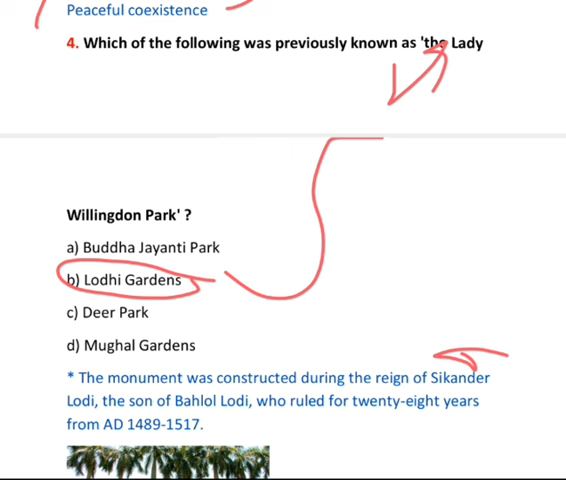 Peaceful coexistence
4. Which of the following was previously known as 'the Lady
Willingdon Park' ?
a) Buddha Jayanti Park
b) Lodhi Gardens
c) Deer Park
d) Mughal Gardens
* The monument was constructed during the reign of Sikander
Lodi, the son of Bahlol Lodi, who ruled for twenty-eight years
from AD 1489-1517.